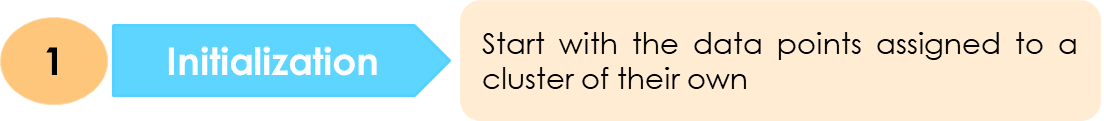 1
Initialization
Start with the data points assigned to a
cluster of their own